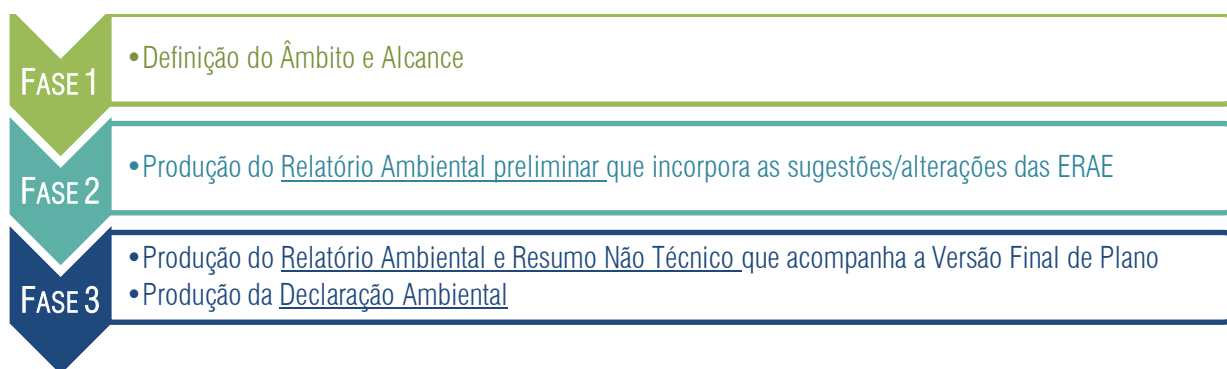 FASE 1
•Definição do Âmbito e Alcance
FASE 2
•Produção do Relatório Ambiental preliminar que incorpora as sugestões/alterações das ERAE
FASE 3
•Produção do Relatório Ambiental e Resumo Não Técnico que acompanha a Versão Final de Plano
•Produção da Declaração Ambiental